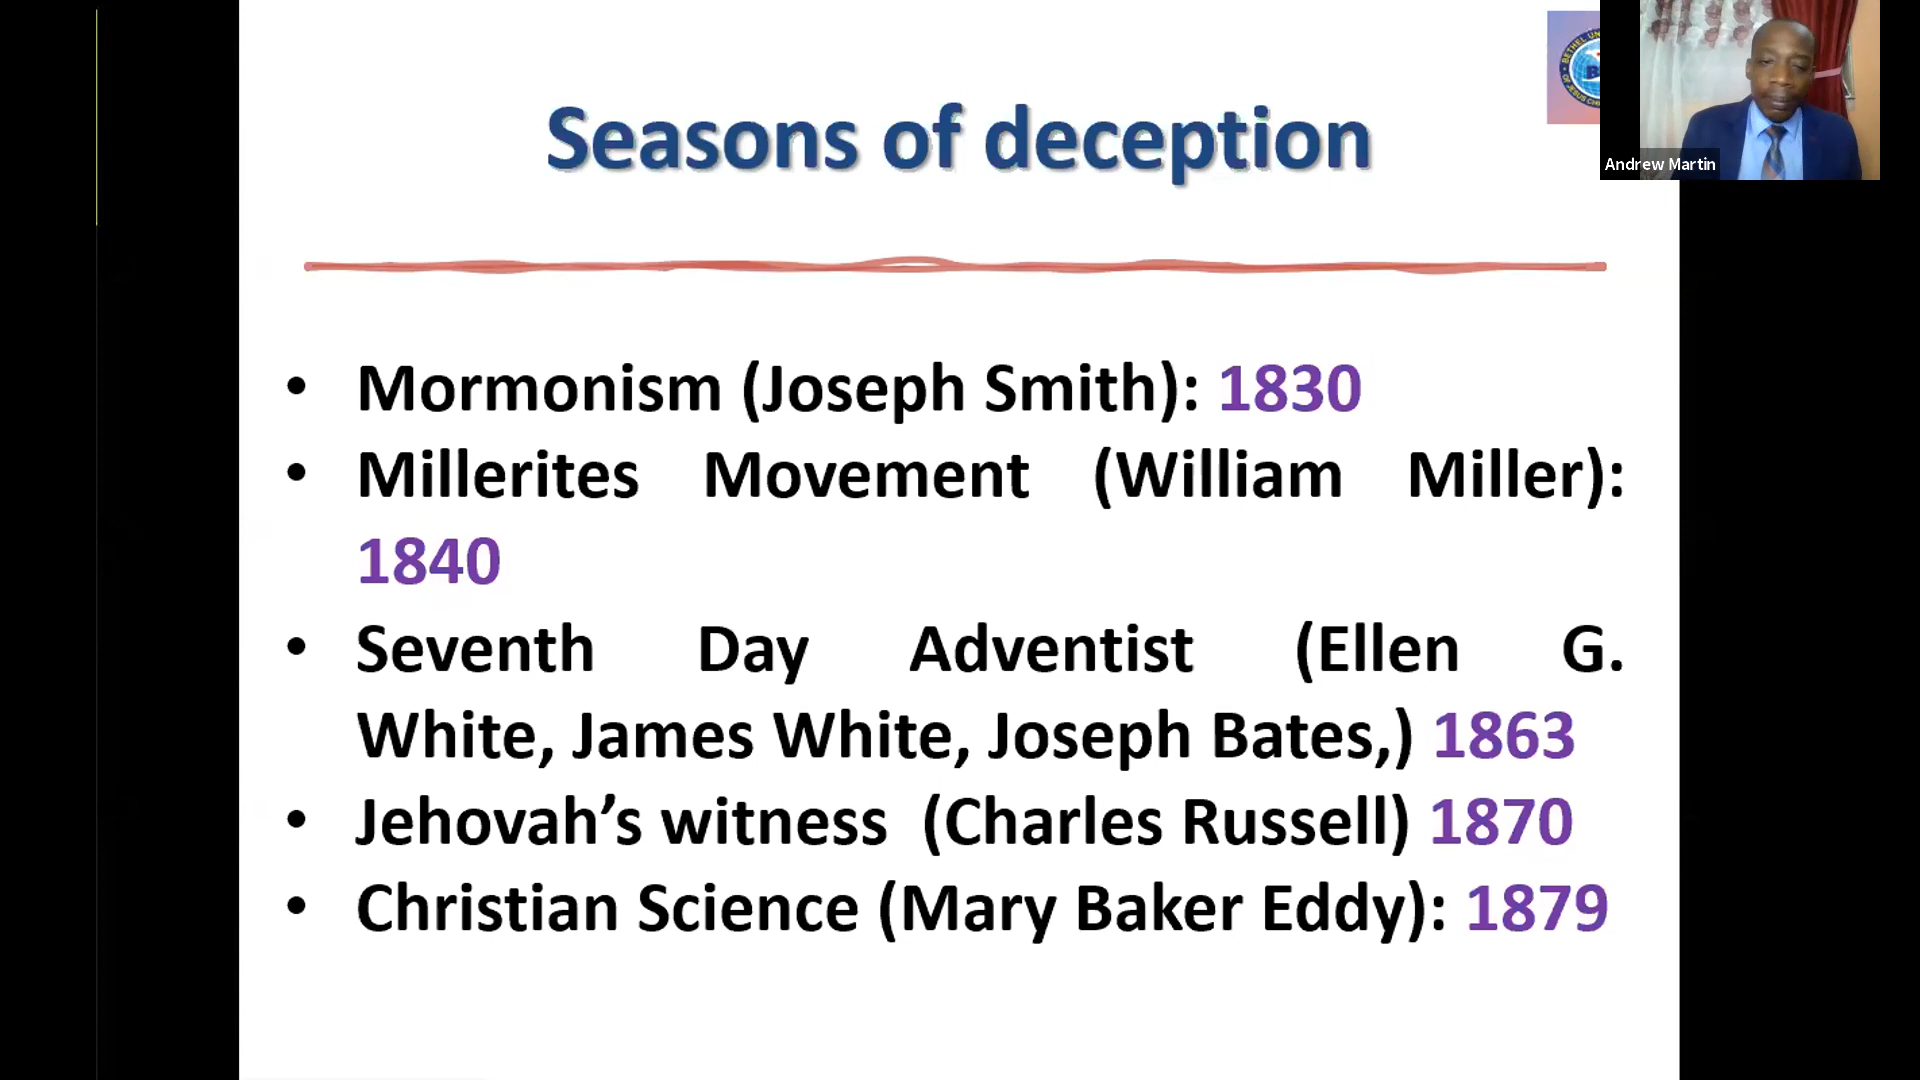 Seasons of deception
Andrew Martin
• Mormonism (Joseph Smith): 1830
• Millerites Movement (William Miller):
1840
• Seventh Day Adventist (Ellen G.
White, James White, Joseph Bates,) 1863
• Jehovah’s witness (Charles Russell) 1870
• Christian Science (Mary Baker Eddy): 1879